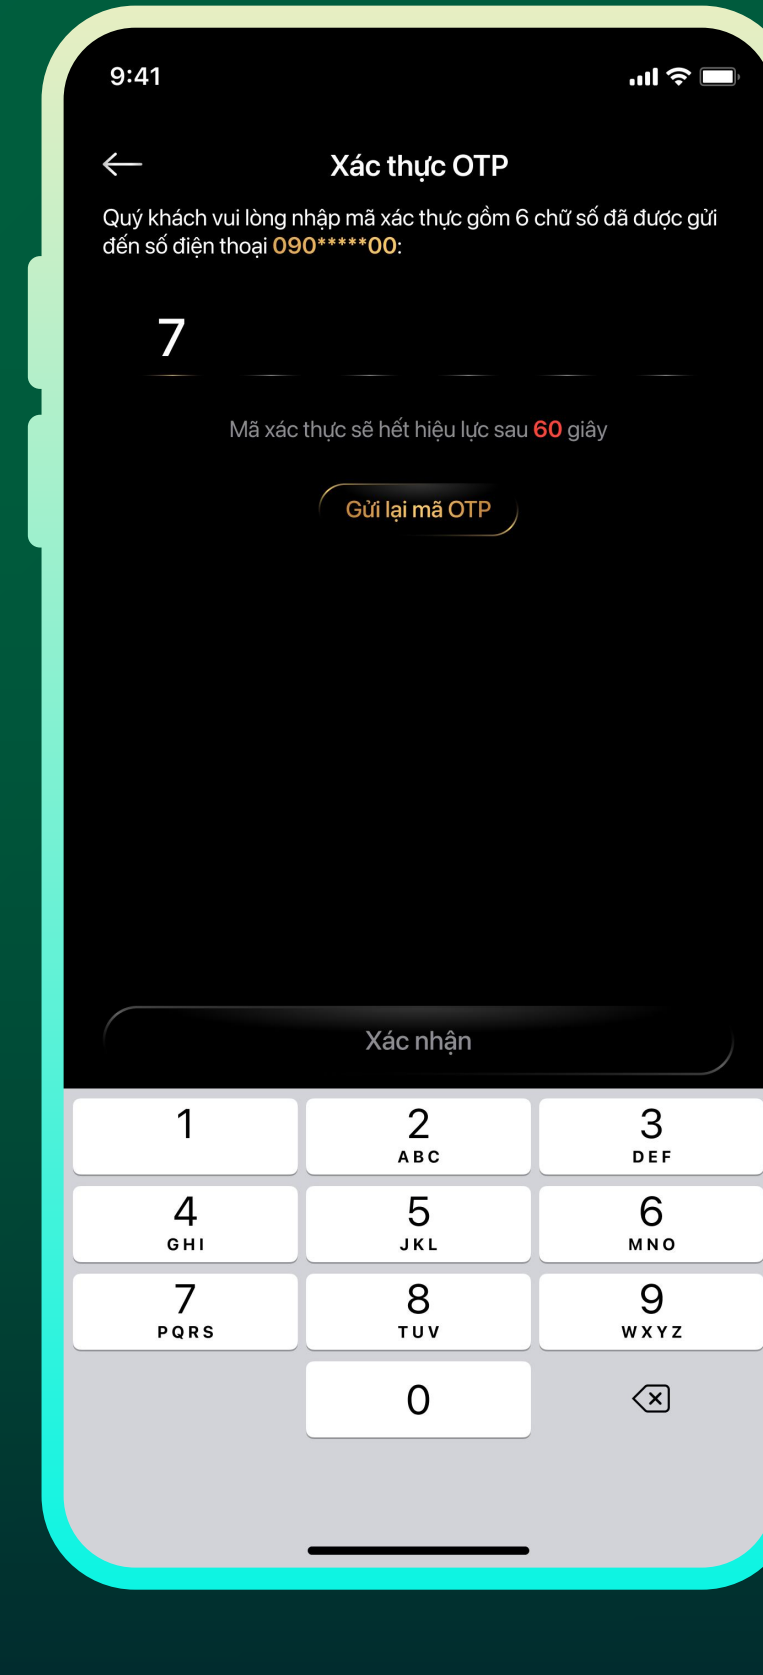 9:41
Xác thực OTP
Quý khách vui lòng nhập mã xác thực gồm 6 chữ số đã được gửi
đến số điện thoại 090*****00:
7
Mã xác thực sẽ hết hiệu lực sau 60 giây
Gửi lại mã OTP
Xác nhận
1 2 3
ABC DEF
4 5 6
GHI JKL MNO
7 8 9
PQRS TUV WXYZ
0